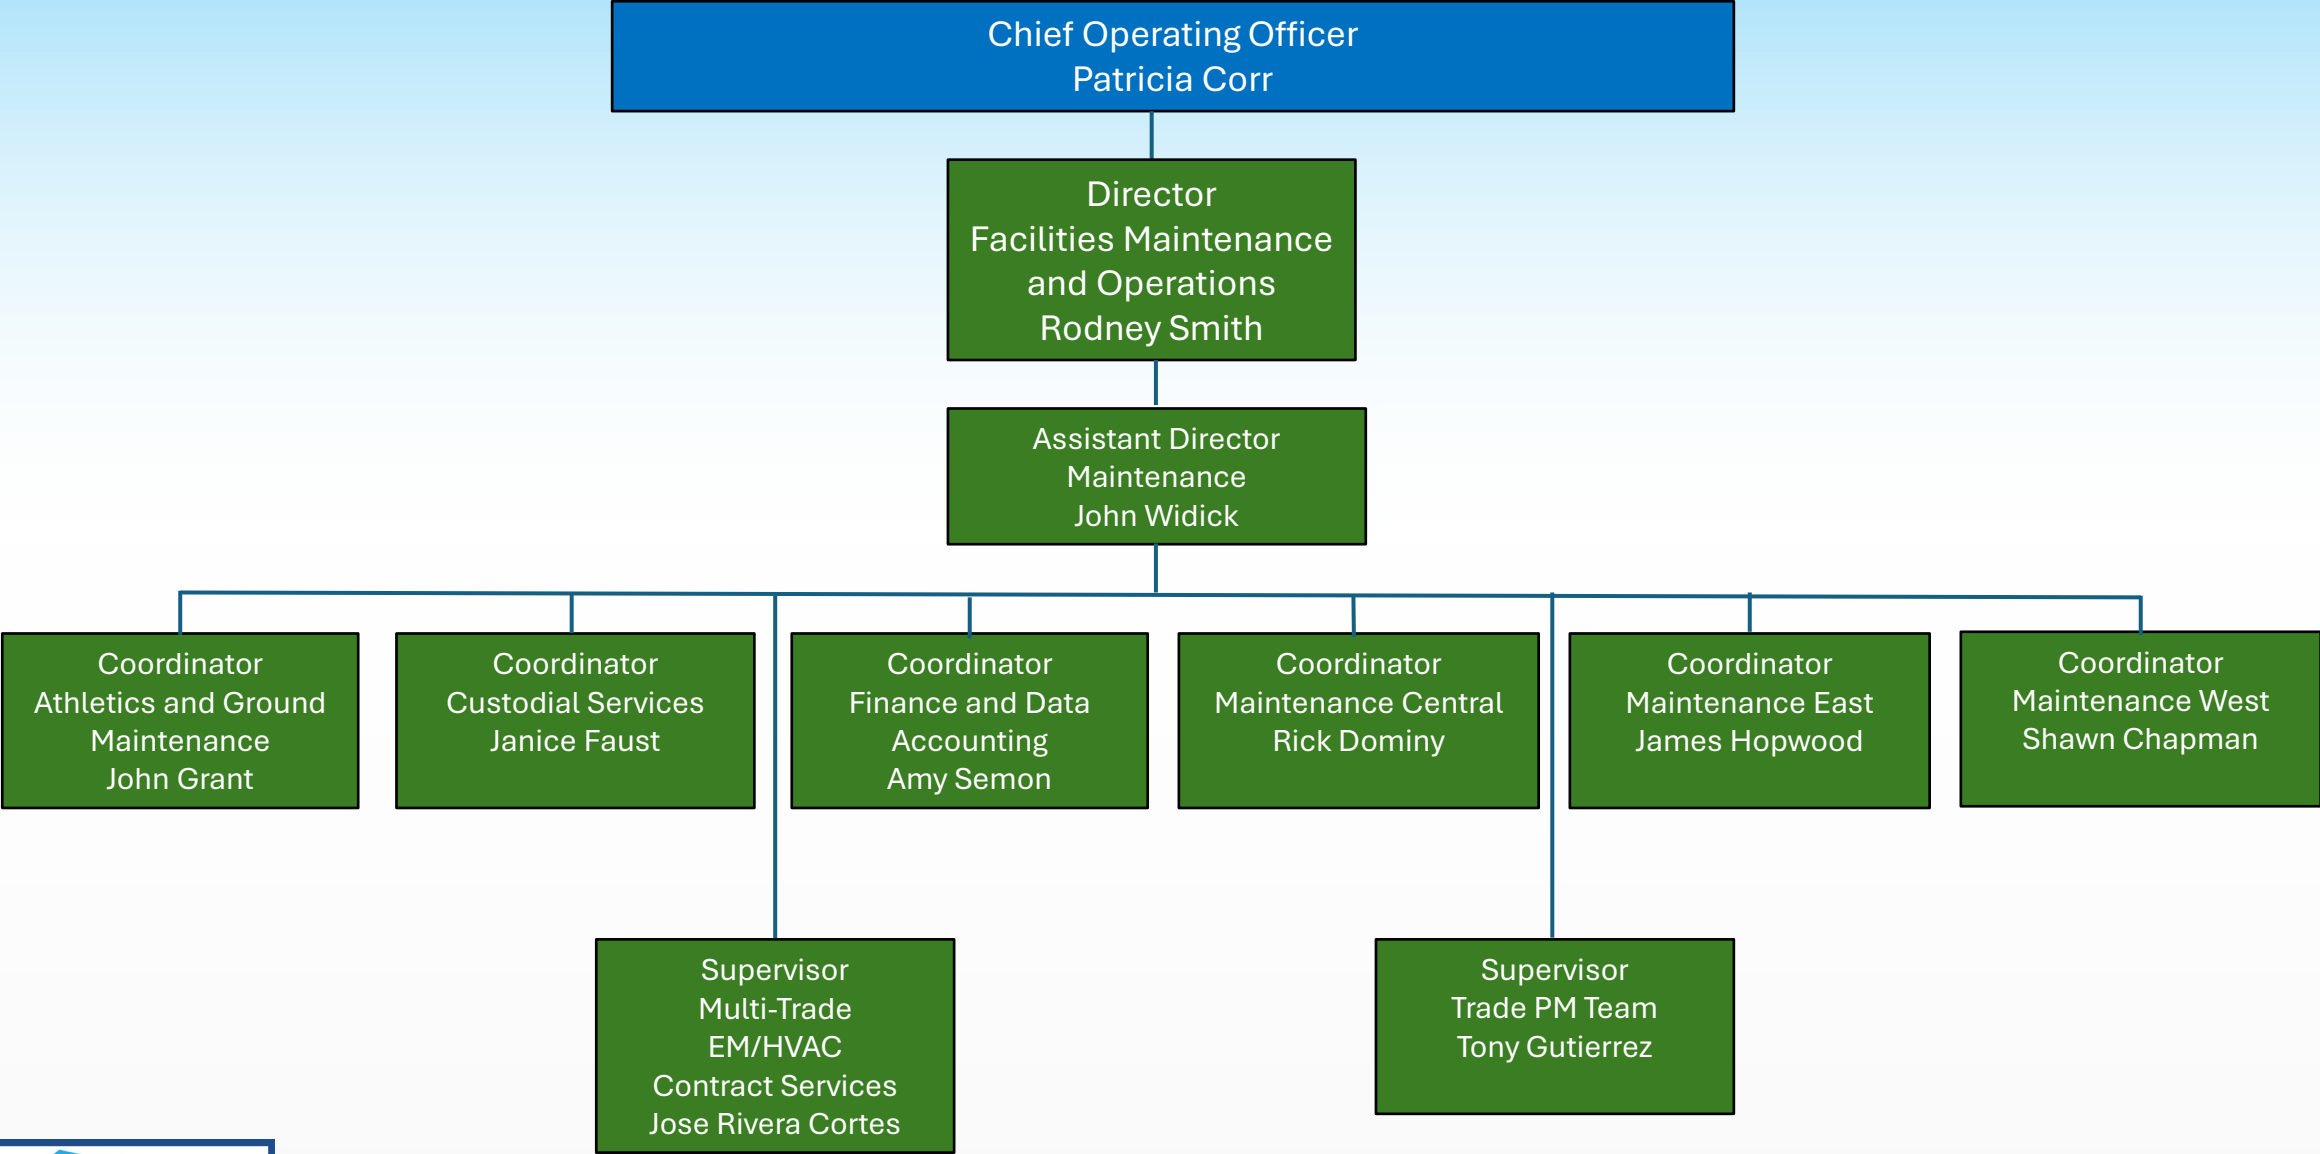 Chief Operating Officer
Patricia Corr
Director
Facilities Maintenance
and Operations
Rodney Smith
Assistant Director
Maintenance
John Widick
Coordinator
Athletics and Ground
Maintenance
John Grant
Coordinator
Custodial Services
Janice Faust
Coordinator
Finance and Data
Accounting
Amy Semon
Coordinator
Maintenance Central
Rick Dominy
Coordinator
Maintenance East
James Hopwood
Coordinator
Maintenance West
Shawn Chapman
Supervisor
Multi-Trade
EM/HVAC
Contract Services
Jose Rivera Cortes
Supervisor
Trade PM Team
Tony Gutierrez